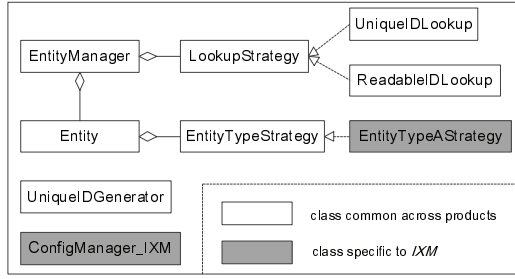 UniqueIDLookup
EntityManager
LookupStrategy
ReadableIDLookup
Entity
EntityTypeStrategy
EntityTypeAStrategy
UniqueIDGenerator
class common across products
ConfigManager_IXM
class specific to IXM